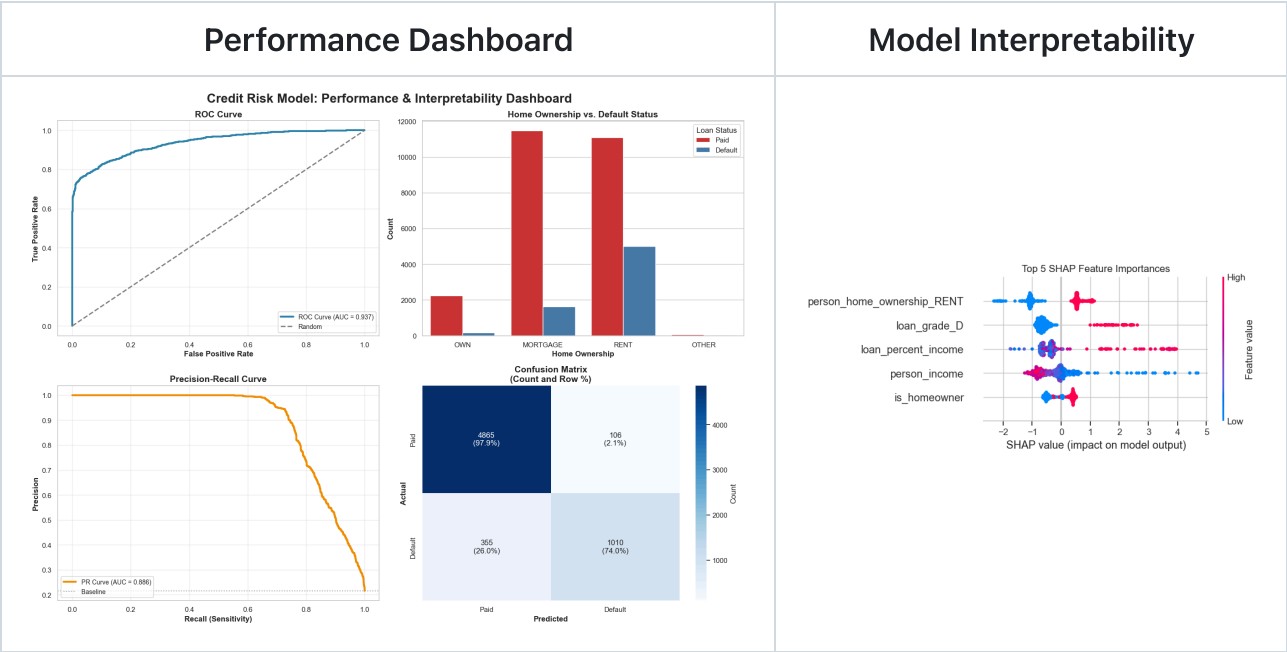 Performance Dashboard
Model Interpretability
Credit Risk Model: Performance & Interpretability Dashboard
ROC Curve
True Positive Rate
1.0
0.8
0.6
0.4
0.2
0.0
0.0 0.2 0.4 0.6 0.8 1.0
False Positive Rate
ROC Curve (AUC = 0.937)
Random
Home Ownership vs. Default Status
Count
12000
10000
8000
6000
4000
2000
0
OWN MORTGAGE RENT OTHER
Home Ownership
Loan Status
Paid
Default
Precision-Recall Curve
Precision
1.0
0.9
0.8
0.7
0.6
0.5
0.4
0.3
0.2
0.0 0.2 0.4 0.6 0.8 1.0
Recall (Sensitivity)
PR Curve (AUC = 0.886)
Baseline
Confusion Matrix
(Count and Row %)
Actual
Paid
Default
4865
(97.9%)
106
(2.1%)
355
(26.0%)
1010
(74.0%)
Paid Default
Predicted
4000
3000
2000
1000
Count
Top 5 SHAP Feature Importances
person_home_ownership_RENT
loan_grade_D
loan_percent_income
person_income
is_homeowner
−2 −1 0 1 2 3 4 5
SHAP value (impact on model output)
High
Low
Feature value